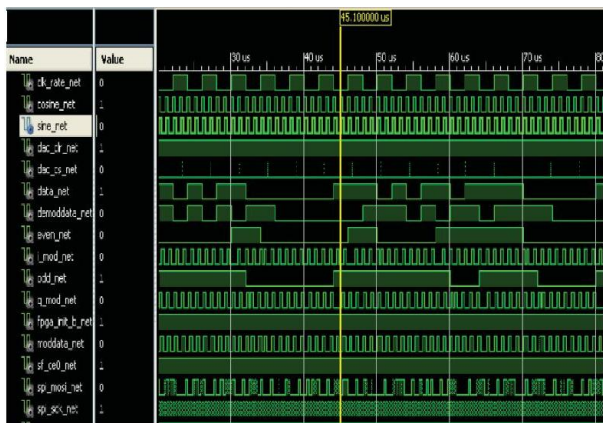 45.100000 us
Name Value
30 us 40 us 50 us 60 us 70 us 80
clk_rate_net 0
cosine_net 1
sine_net 0
dac_clr_net 1
dac_cs_net 0
data_net 1
demoddata_net 0
even_net 0
i_mod_net 0
odd_net 1
q_mod_net 0
fpga_init_b_net 1
moddata_net 0
sf_ce0_net 1
spi_mosi_net 0
spi_sck_net 1